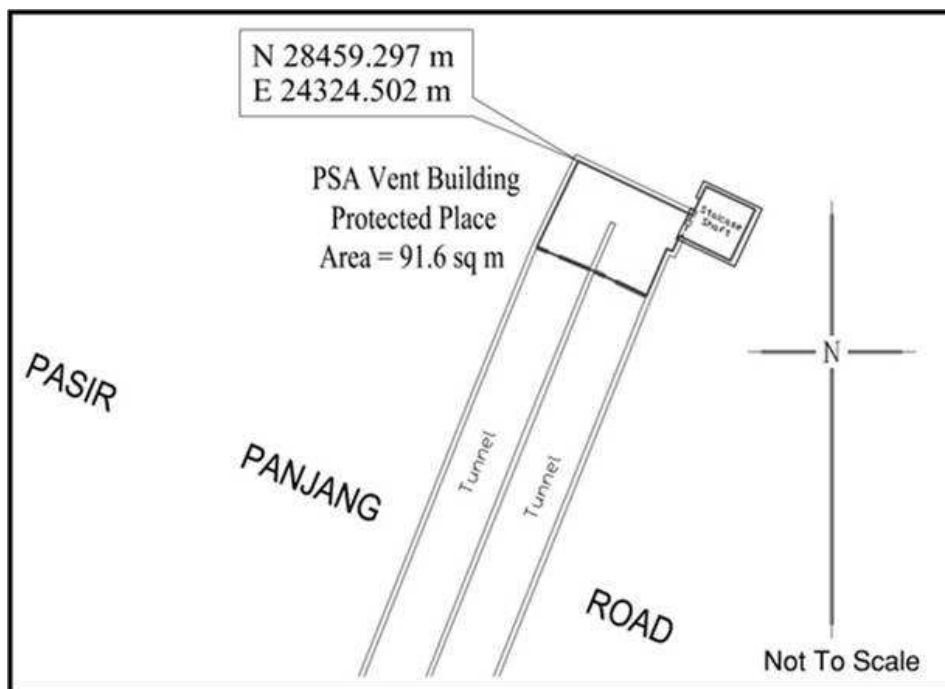 N 28459.297 m
E 24324.502 m
PSA Vent Building
Protected Place
Area = 91.6 sq m
Staicase
Shaft
N
PASIR
PANJANG
ROAD
Tunnel
Tunnel
Not To Scale